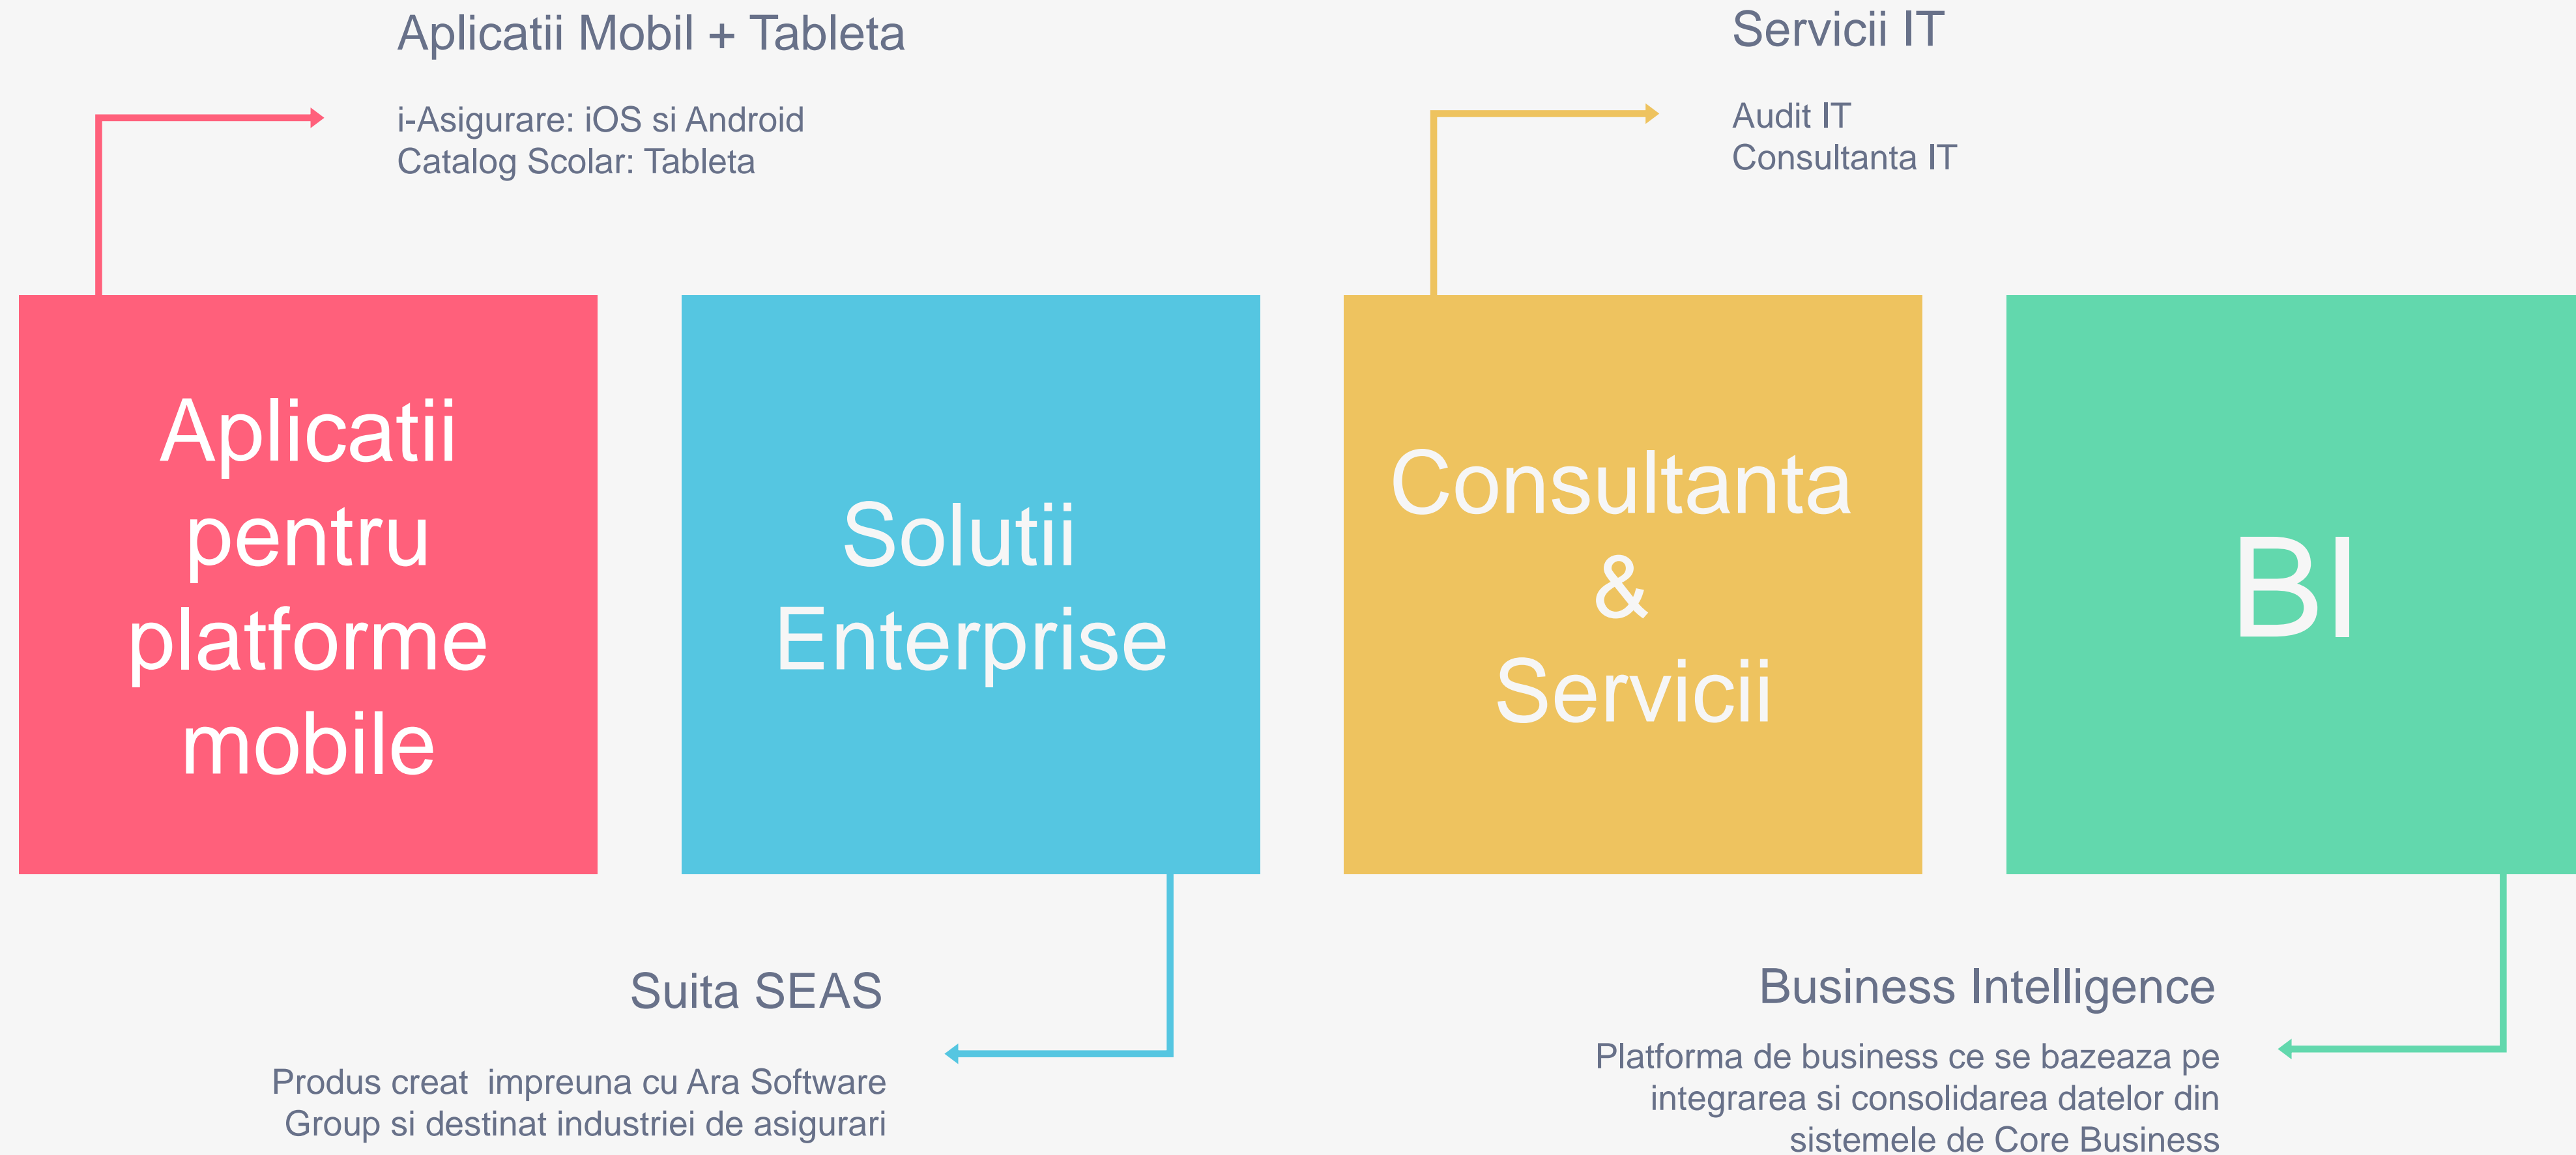 Aplicatii Mobil + Tableta
i-Asigurare: iOS si Android
Catalog Scolar: Tableta
Servicii IT
Audit IT
Consultanta IT
Aplicatii
pentru
platforme
mobile
Solutii
Enterprise
Consultanta
&
Servicii
BI
Suita SEAS
Produs creat  impreuna cu Ara Software
Group si destinat industriei de asigurari
Business Intelligence
Platforma de business ce se bazeaza pe
integrarea si consolidarea datelor din
sistemele de Core Business